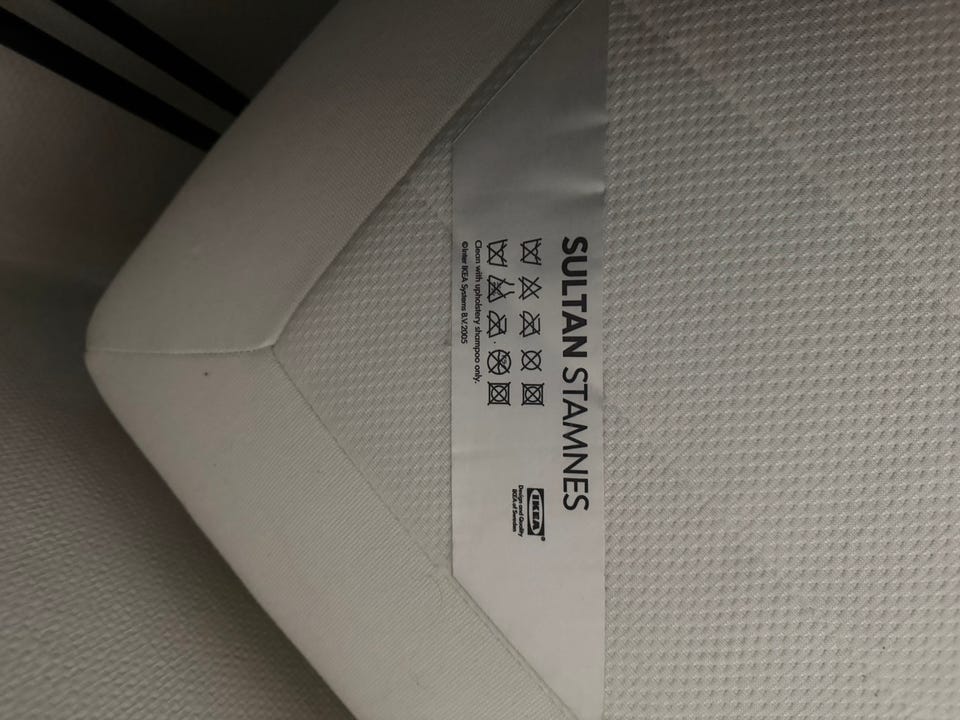 SULTAN STAMNES
Clean with upholstery shampoo only.
©Inter IKEA Systems B.V. 2005
IKEA®
Design and Quality
IKEA of Sweden